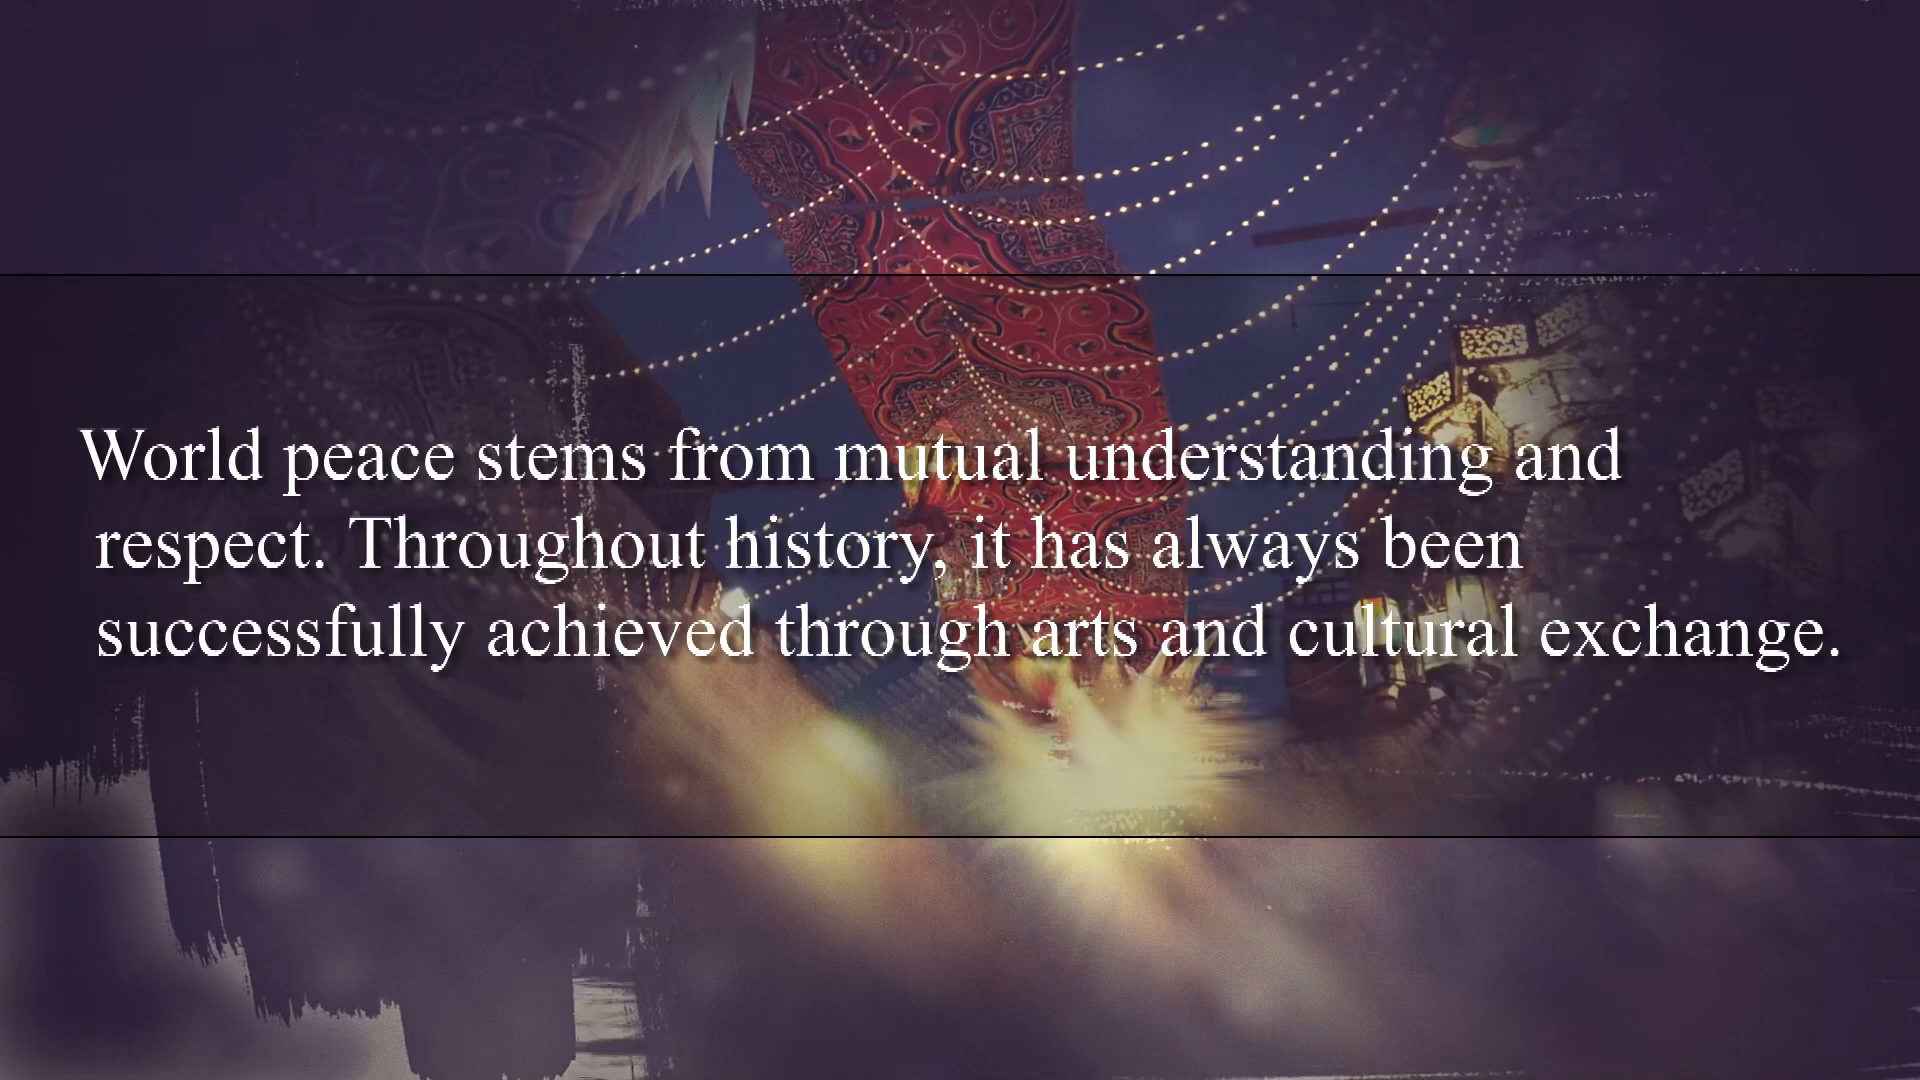 World peace stems from mutual understanding and
respect. Throughout history, it has always been
successfully achieved through arts and cultural exchange.